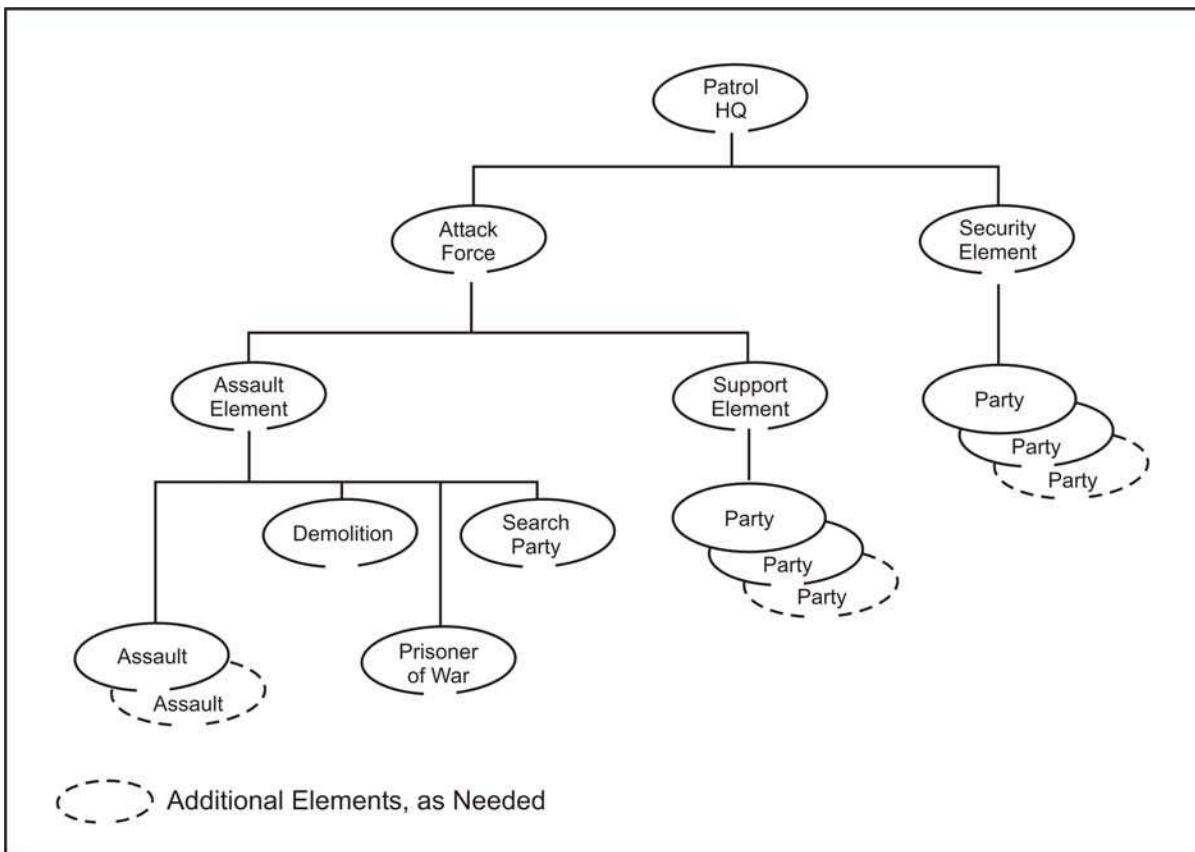 Patrol
HQ
Attack
Force
Security
Element
Assault
Element
Support
Element
Party
Party
Party
Demolition
Search
Party
Party
Party
Party
Assault
Assault
Prisoner
of War
Additional Elements, as Needed